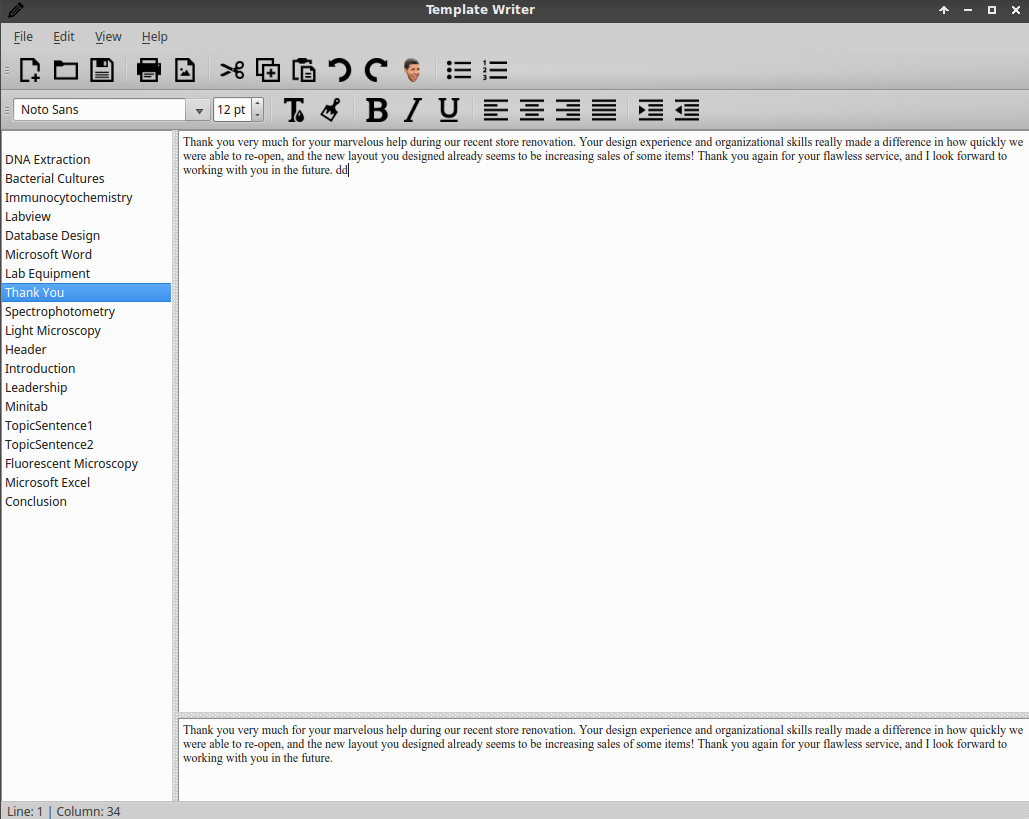 Template Writer
File Edit View Help
Noto Sans 12 pt
DNA Extraction
Bacterial Cultures
Immunocytochemistry
Labview
Database Design
Microsoft Word
Lab Equipment
Thank You
Spectrophotometry
Light Microscopy
Header
Introduction
Leadership
Minitab
TopicSentence1
TopicSentence2
Fluorescent Microscopy
Microsoft Excel
Conclusion
Thank you very much for your marvelous help during our recent store renovation. Your design experience and organizational skills really made a difference in how quickly we
were able to re-open, and the new layout you designed already seems to be increasing sales of some items! Thank you again for your flawless service, and I look forward to
working with you in the future. dd
Thank you very much for your marvelous help during our recent store renovation. Your design experience and organizational skills really made a difference in how quickly we
were able to re-open, and the new layout you designed already seems to be increasing sales of some items! Thank you again for your flawless service, and I look forward to
working with you in the future.
Line: 1 | Column: 34